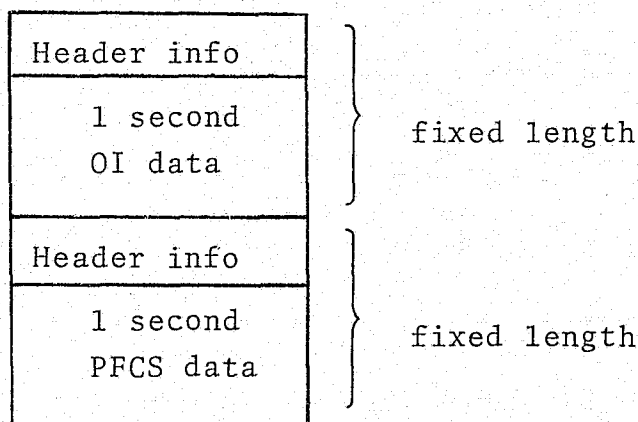 Header info
1 second
OI data
fixed length
Header info
1 second
PFCS data
fixed length